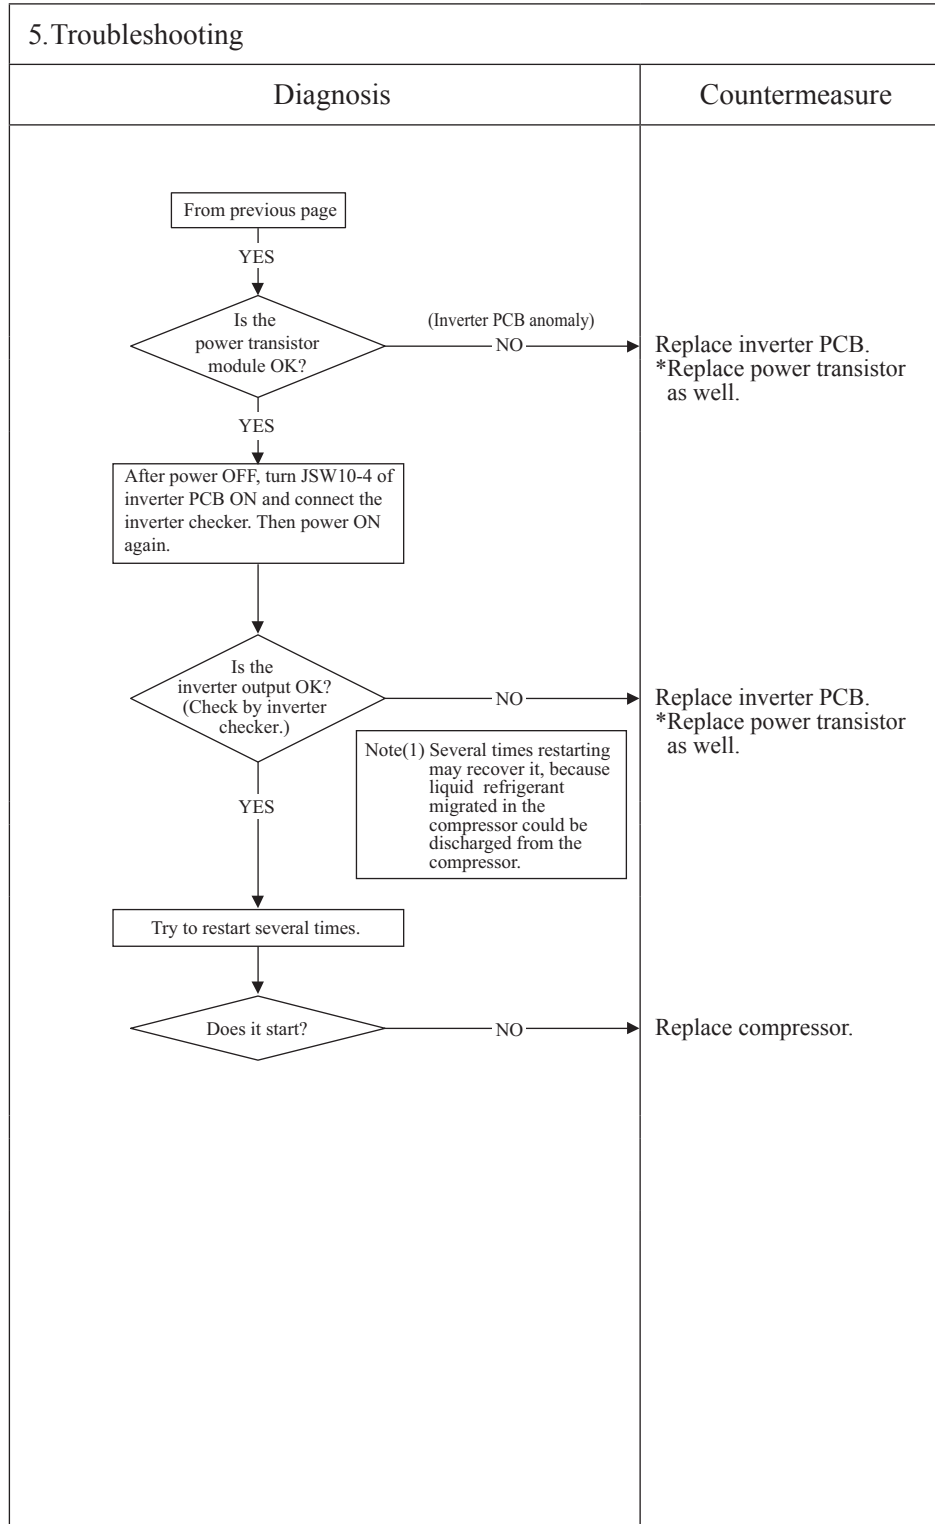 5.Troubleshooting
Diagnosis
Countermeasure
From previous page
YES
Is the
power transistor
module OK?
(Inverter PCB anomaly)
NO
Replace inverter PCB.
*Replace power transistor
as well.
YES
After power OFF, turn JSW10-4 of
inverter PCB ON and connect the
inverter checker. Then power ON
again.
Is the
inverter output OK?
(Check by inverter
checker.)
NO
Replace inverter PCB.
*Replace power transistor
as well.
Note(1) Several times restarting
may recover it, because
liquid refrigerant
migrated in the
compressor could be
discharged from the
compressor.
YES
Try to restart several times.
Does it start?
NO
Replace compressor.